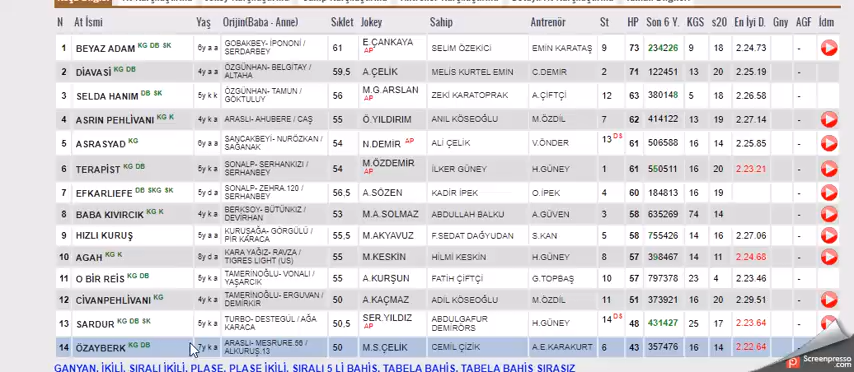 N At İsmi Yaş Orijin(Baba - Anne) Sıklet Jokey Sahip Antrenör St HP Son 6 Y. KGS s20 En İyi D. Gny AGF İdm
1 BEYAZ ADAM KG DB SK 6y a a GOBAKBEY- İPONONİ / SERDARBEY 61 E.ÇANKAYA AP SELİM ÖZEKİCİ EMİN KARATAŞ 9 73 234226 9 18 2.24.73 -
2 DİAVASİ KG DB 4y a a ÖZGÜNHAN- BELGİTAY / ALTAHA 59,5 A.ÇELİK MELİS KURTEL EMİN C.DEMİR 2 71 122451 13 20 2.25.19 -
3 SELDA HANIM DB SK 5y k k ÖZGÜNHAN- TAMUN / GÖKTULUY 56 M.G.ARSLAN AP ZEKİ KARATOPRAK A.ÇİFTÇİ 12 63 380148 5 18 2.26.58 -
4 ASRIN PEHLİVANI KG K 4y k a ARASLI- AHUBERE / CAŞ 55 Ö.YILDIRIM ANIL KÖSEOĞLU M.ÖZDİL 7 62 414122 13 19 2.27.14 -
5 ASRASYAD KG 5y a a SANCAKBEYİ- NURÖZKAN / SAĞANAK 54 N.DEMİR AP ALİ ÇELİK V.ÖNDER 13 DS 61 506588 16 14 2.25.85 -
6 TERAPİST KG DB 4y k a SONALP- SERHANKIZI / SERHANBEY 54 M.ÖZDEMİR AP İLKER GÜNEY H.GÜNEY 1 61 550511 16 20 2.23.21 -
7 EFKARLIEFE DB SKG SK 5y d a SONALP- ZEHRA.120 / SERHANBEY 56,5 A.SÖZEN KADİR İPEK O.İPEK 4 60 184813 16 19 -
8 BABA KIVIRCIK KG K 4y k a BERKSOY- BÜTÜNKIZ / DEVİRHAN 53 M.A.SOLMAZ ABDULLAH BALKU A.GÜVEN 3 58 635269 74 14 -
9 HIZLI KURUŞ 5y a a KURUŞAĞA- GÖRGÜLÜ / PIR KARACA 55,5 M.AKYAVUZ F.SEDAT DAĞYUDAN S.KAN 5 58 755426 14 16 2.27.06 -
10 AGAH KG K 8y k a KARA YAĞIZ- RAVZA / TIGRES LIGHT (US) 55 M.KESKİN HİLMİ KESKİN H.GÜNEY 8 57 398467 14 11 2.24.68 -
11 O BİR REİS KG DB 5y k a TAMERİNOĞLU- VONALI / YAŞARCIK 55 A.KURŞUN FATİH ÇİFTÇİ G.TOPBAŞ 10 57 797378 23 4 2.23.46 -
12 CİVANPEHLİVANI KG 4y k a TAMERİNOĞLU- ERGUVAN / DEMİRKIR 50 A.KAÇMAZ ADİL KÖSEOĞLU M.ÖZDİL 11 51 373921 16 20 2.29.51 -
13 SARDUR KG DB SK 4y k a TURBO- DESTEGÜL / AĞA KARACA 50,5 SER.YILDIZ AP ABDULGAFUR DEMİRÖRS H.GÜNEY 14 DS 48 431427 25 17 2.23.64 -
14 ÖZAYBERK KG DB 7y k a ARASLI- MESRURE.58 / ALKURUŞ.13 50 M.S.ÇELİK CEMİL ÇİZİK A.E.KARAKURT 6 43 357476 16 14 2.22.64 -
GANYAN, İKİLİ, SIRALI İKİLİ, PLASE, PLASE İKİLİ, SIRALI 5 Lİ BAHİS, TABELA BAHİS, TABELA BAHİS SIRASIZ
Screenpresso.com